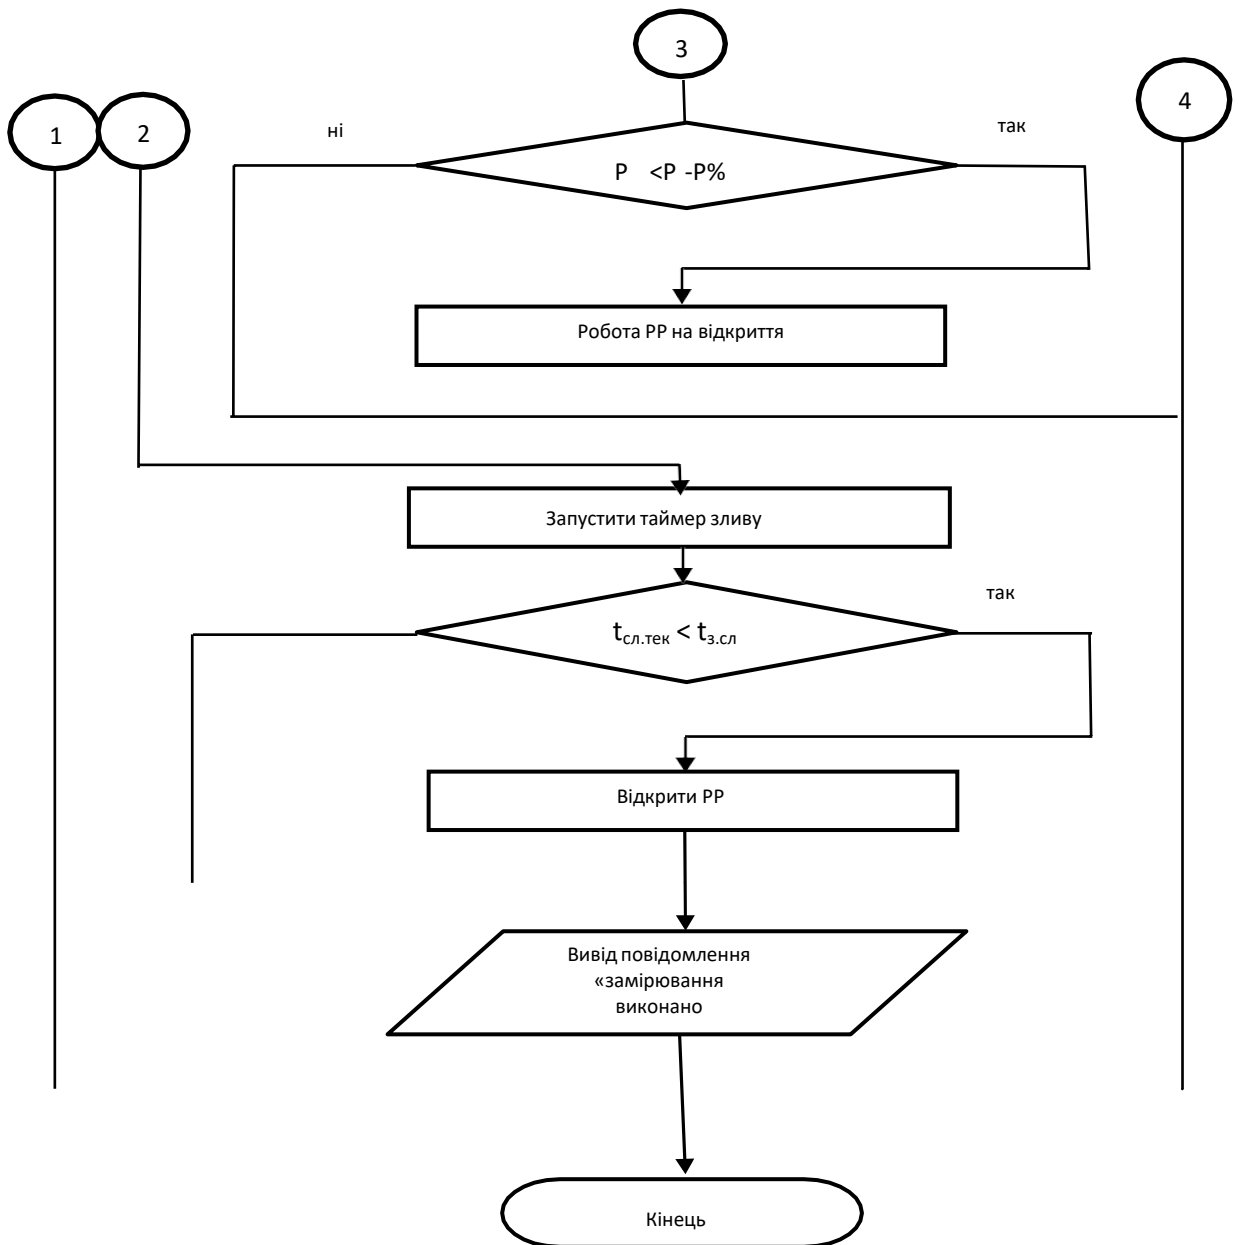 3
4
1
2
ні
так
P <P -P%
Робота РР на відкриття
Запустити таймер зливу
так
tсл.тек < tз.сл
Відкрити РР
Вивід повідомлення
«замірювання
виконано
Кінець